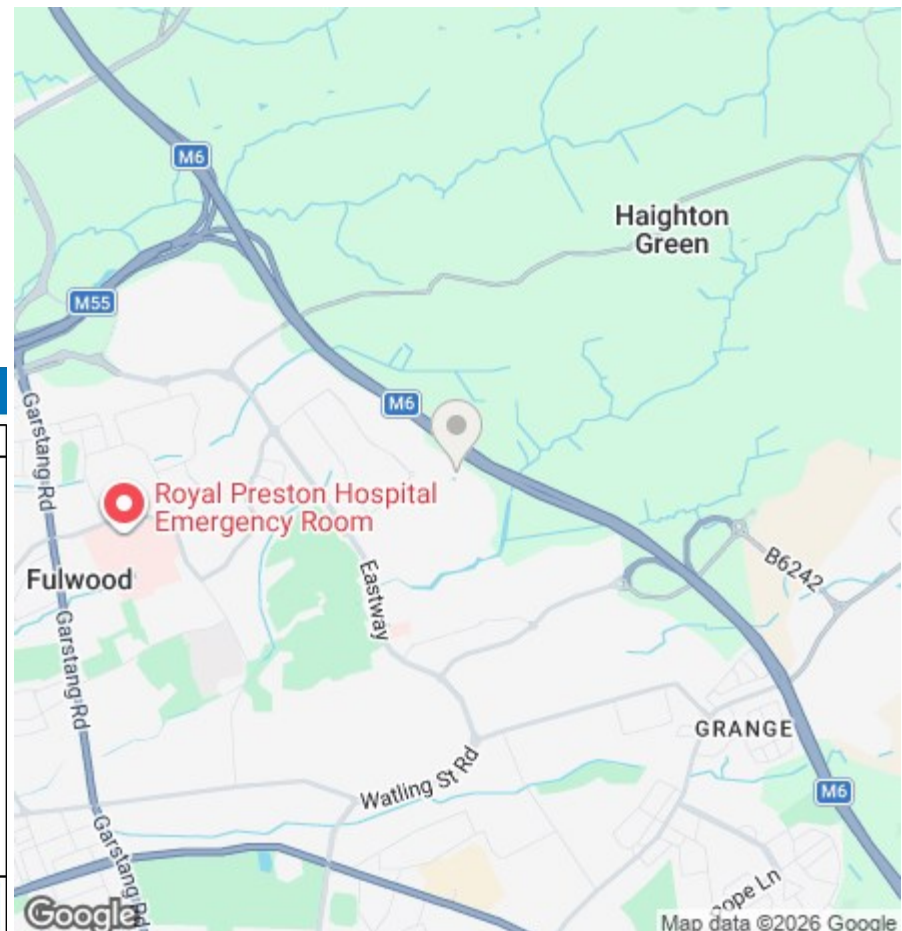 M6
Haighton
Green
M55
M6
Garstang Rd
Royal Preston Hospital
Emergency Room
Fulwood
Eastway
B6242
Garstang Rd
GRANGE
Watling St Rd
M6
Garstang Rd
Google
Map data ©2026 Google